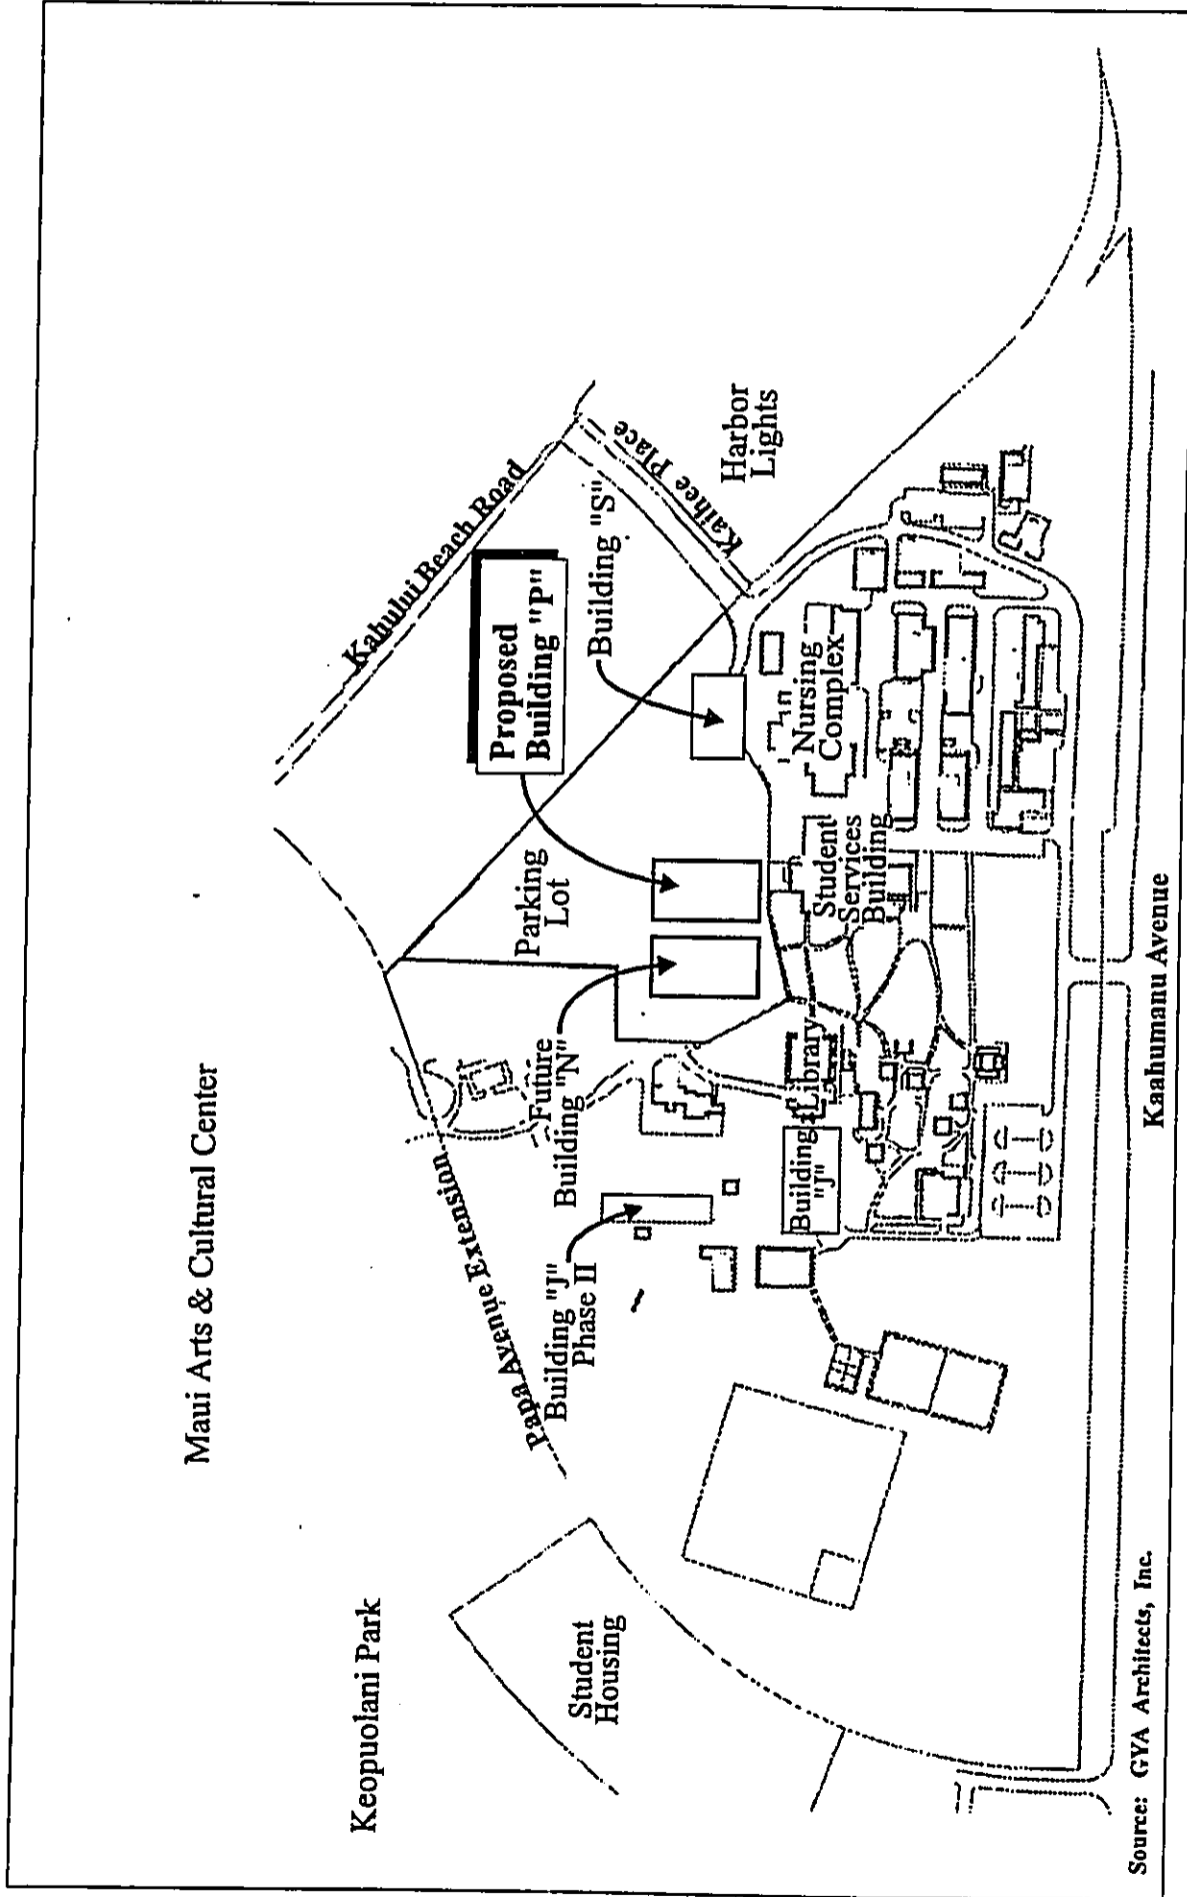 Maui Arts & Cultural Center
Keopuolani Park
Kahului Beach Road
Papa Avenue Extension
Kaihee Place
Harbor
Lights
Proposed
Building "P"
Building "S"
Parking
Lot
Future
Building "N"
Building "J"
Phase II
Student
Housing
Nursing
Complex
Student
Services
Building
Library
Building
"J"
Kaahumanu Avenue
Source: GYA Architects, Inc.